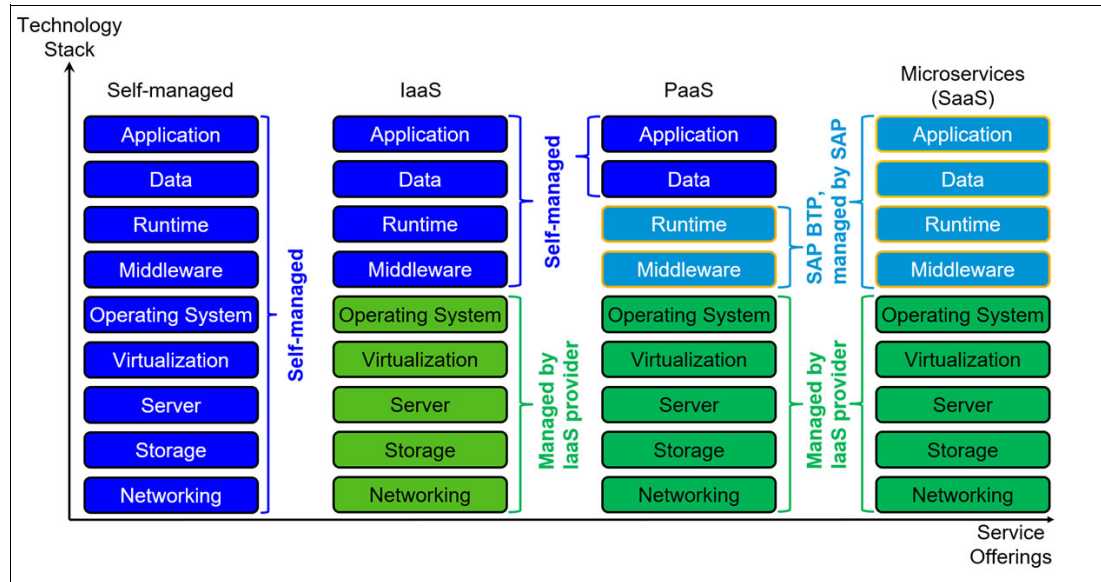 Technology
Stack
Self-managed
Application
Data
Runtime
Middleware
Operating System
Virtualization
Server
Storage
Networking
Self-managed
IaaS
Application
Data
Runtime
Middleware
Operating System
Virtualization
Server
Storage
Networking
Self-managed
Managed by
IaaS provider
PaaS
Application
Data
Runtime
Middleware
Operating System
Virtualization
Server
Storage
Networking
SAP BTP,
managed by SAP
Managed by
IaaS provider
Microservices
(SaaS)
Application
Data
Runtime
Middleware
Operating System
Virtualization
Server
Storage
Networking
Service
Offerings